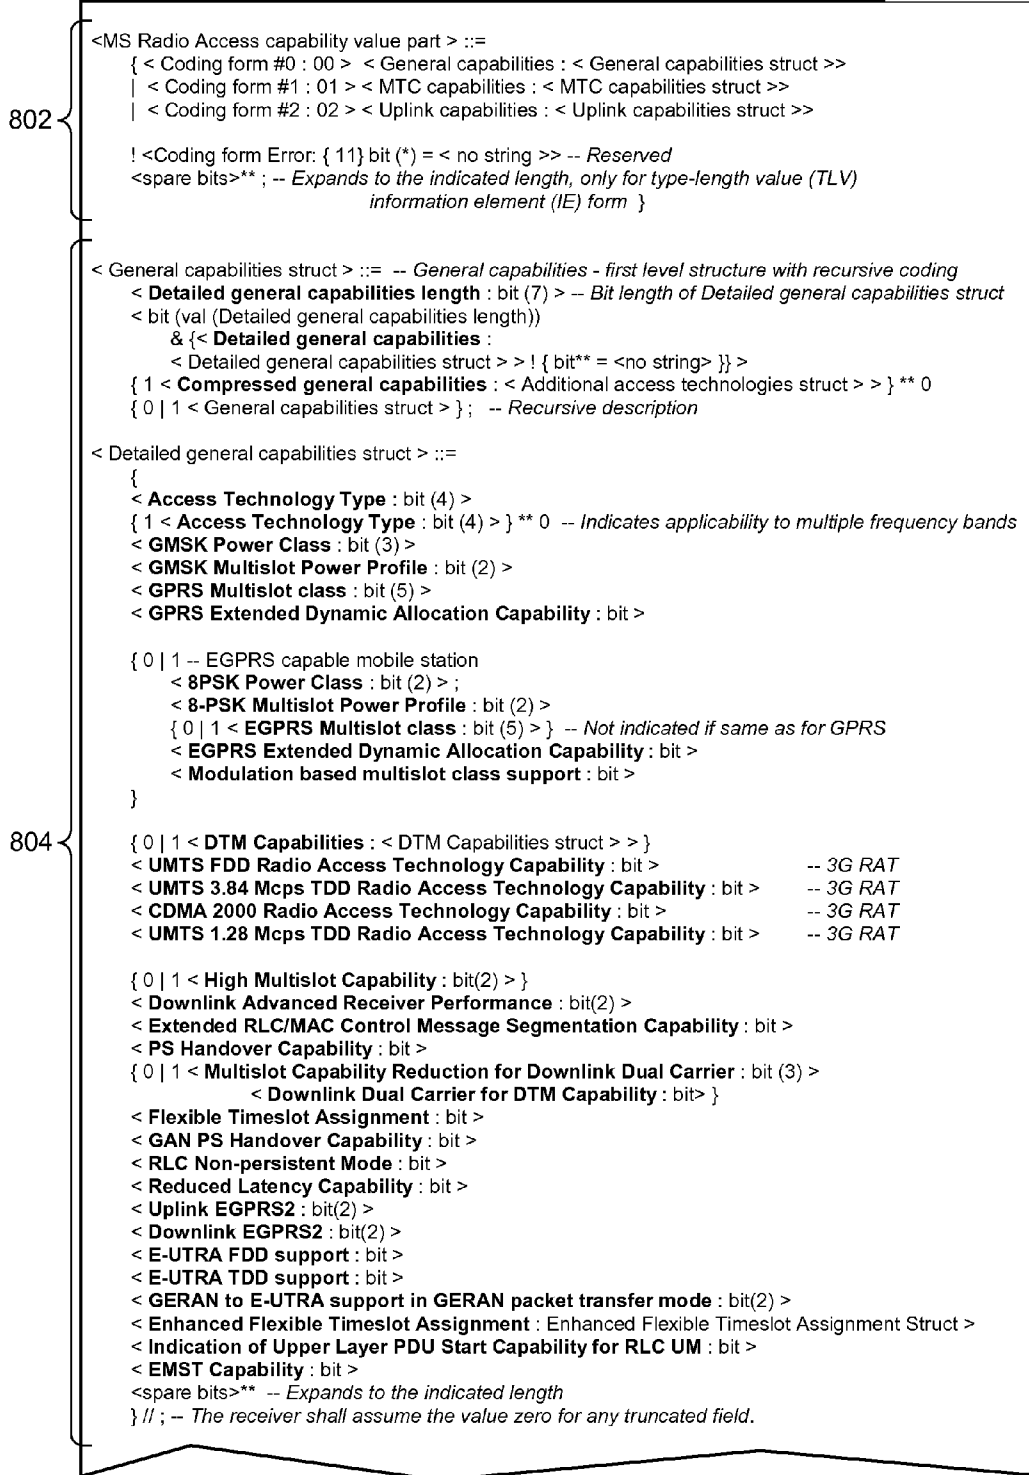 802
<MS Radio Access capability value part > ::=
{ < Coding form #0 : 00 > < General capabilities : < General capabilities struct >>
| < Coding form #1 : 01 > < MTC capabilities : < MTC capabilities struct >>
| < Coding form #2 : 02 > < Uplink capabilities : < Uplink capabilities struct >>
! <Coding form Error: { 11} bit (*) = < no string >> -- Reserved
<spare bits>** ; -- Expands to the indicated length, only for type-length value (TLV)
information element (IE) form }
804
< General capabilities struct > ::= -- General capabilities - first level structure with recursive coding
< Detailed general capabilities length : bit (7) > -- Bit length of Detailed general capabilities struct
< bit (val (Detailed general capabilities length))
& {< Detailed general capabilities :
< Detailed general capabilities struct > > ! { bit** = <no string> }} >
{ 1 < Compressed general capabilities : < Additional access technologies struct > > } ** 0
{ 0 | 1 < General capabilities struct > } ; -- Recursive description
< Detailed general capabilities struct > ::=
{
< Access Technology Type : bit (4) >
{ 1 < Access Technology Type : bit (4) > } ** 0 -- Indicates applicability to multiple frequency bands
< GMSK Power Class : bit (3) >
< GMSK Multislot Power Profile : bit (2) >
< GPRS Multislot class : bit (5) >
< GPRS Extended Dynamic Allocation Capability : bit >
{ 0 | 1 -- EGPRS capable mobile station
< 8PSK Power Class : bit (2) > ;
< 8-PSK Multislot Power Profile : bit (2) >
{ 0 | 1 < EGPRS Multislot class : bit (5) > } -- Not indicated if same as for GPRS
< EGPRS Extended Dynamic Allocation Capability : bit >
< Modulation based multislot class support : bit >
}
{ 0 | 1 < DTM Capabilities : < DTM Capabilities struct > > }
< UMTS FDD Radio Access Technology Capability : bit > -- 3G RAT
< UMTS 3.84 Mcps TDD Radio Access Technology Capability : bit > -- 3G RAT
< CDMA 2000 Radio Access Technology Capability : bit > -- 3G RAT
< UMTS 1.28 Mcps TDD Radio Access Technology Capability : bit > -- 3G RAT
{ 0 | 1 < High Multislot Capability : bit(2) > }
< Downlink Advanced Receiver Performance : bit(2) >
< Extended RLC/MAC Control Message Segmentation Capability : bit >
< PS Handover Capability : bit >
{ 0 | 1 < Multislot Capability Reduction for Downlink Dual Carrier : bit (3) >
< Downlink Dual Carrier for DTM Capability : bit> }
< Flexible Timeslot Assignment : bit >
< GAN PS Handover Capability : bit >
< RLC Non-persistent Mode : bit >
< Reduced Latency Capability : bit >
< Uplink EGPRS2 : bit(2) >
< Downlink EGPRS2 : bit(2) >
< E-UTRA FDD support : bit >
< E-UTRA TDD support : bit >
< GERAN to E-UTRA support in GERAN packet transfer mode : bit(2) >
< Enhanced Flexible Timeslot Assignment : Enhanced Flexible Timeslot Assignment Struct >
< Indication of Upper Layer PDU Start Capability for RLC UM : bit >
< EMST Capability : bit >
<spare bits>** -- Expands to the indicated length
} // ; -- The receiver shall assume the value zero for any truncated field.